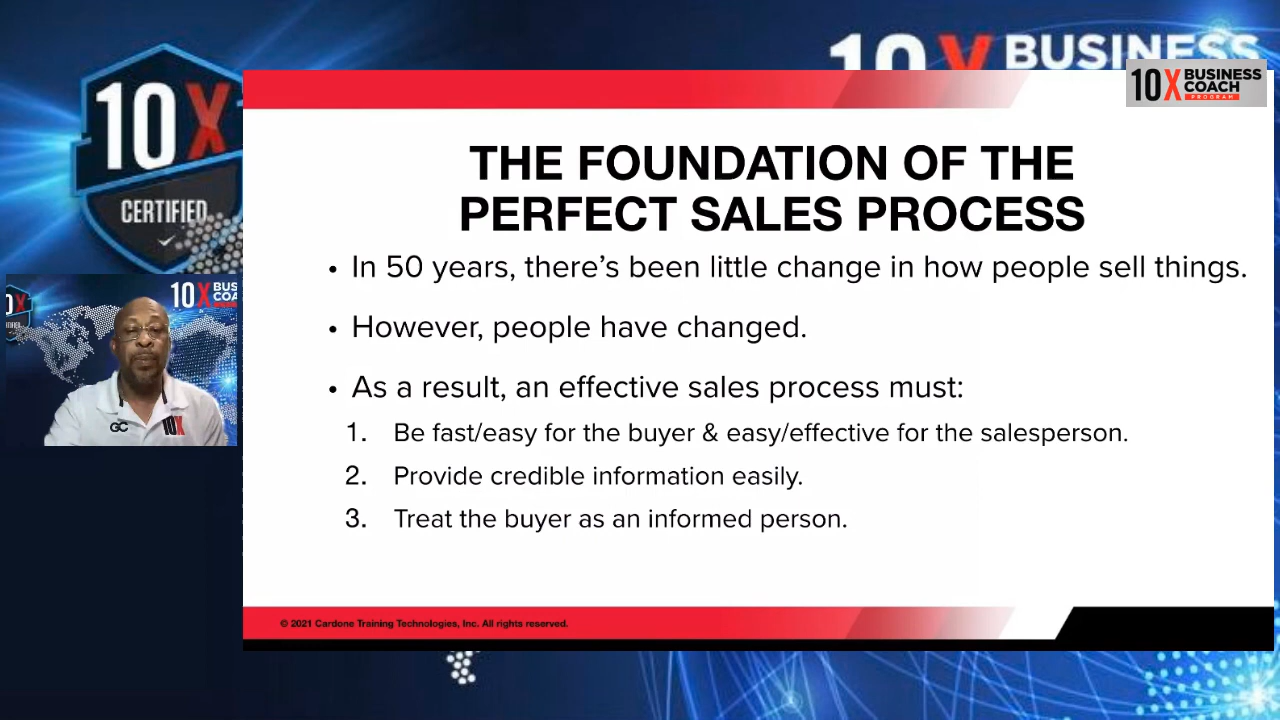 10X BUSINESS
10X
CERTIFIED
10X BUSINESS
COACH
PROGRAM
THE FOUNDATION OF THE
PERFECT SALES PROCESS
• In 50 years, there’s been little change in how people sell things.
• However, people have changed.
• As a result, an effective sales process must:
1. Be fast/easy for the buyer & easy/effective for the salesperson.
2. Provide credible information easily.
3. Treat the buyer as an informed person.
10X BUS
COA
GC 10X
© 2021 Cardone Training Technologies, Inc. All rights reserved.